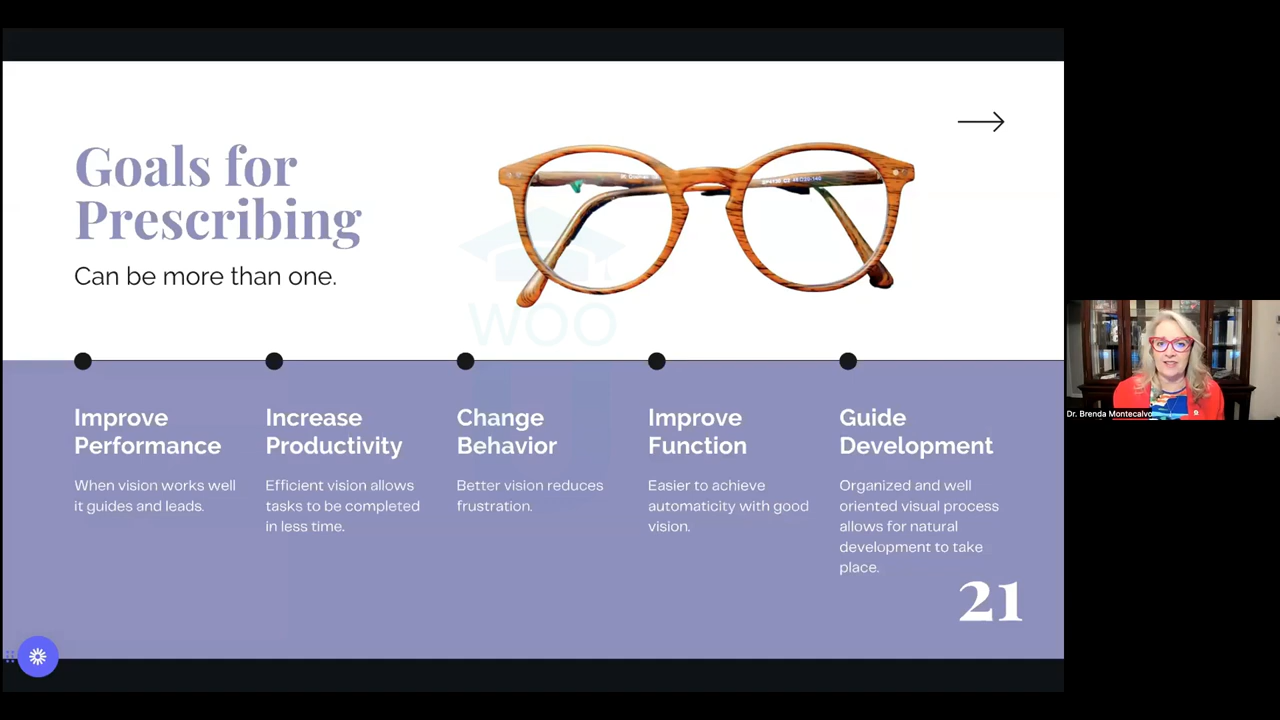 Goals for
Prescribing
Can be more than one.
WOO
Improve
Performance
When vision works well
it guides and leads.
Increase
Productivity
Efficient vision allows
tasks to be completed
in less time.
Change
Behavior
Better vision reduces
frustration.
Improve
Function
Easier to achieve
automaticity with good
vision.
Guide
Development
Organized and well
oriented visual process
allows for natural
development to take
place.
21
Dr. Brenda Montecalvo